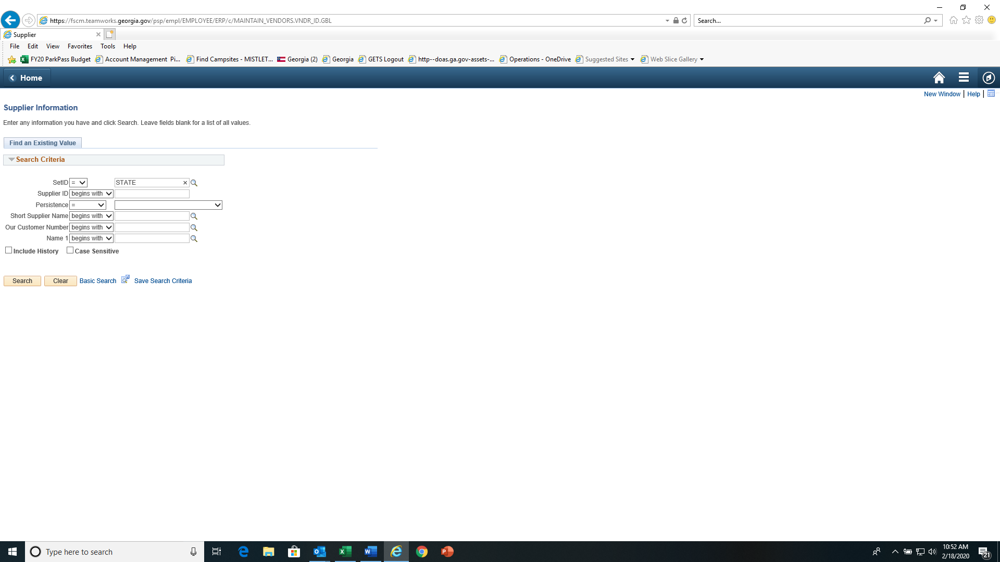 https://fscm.teamworks.georgia.gov/psp/empl/EMPLOYEE/ERP/c/MAINTAIN_VENDORS.VNDR_ID.GBL
Search...
Supplier
File Edit View Favorites Tools Help
FY20 ParkPass Budget Account Management Pi... Find Campsites - MISTLET... Georgia (2) Georgia GETS Logout http--doas.ga.gov-assets-... Operations - OneDrive Suggested Sites Web Slice Gallery
Home
New Window | Help |
Supplier Information
Enter any information you have and click Search. Leave fields blank for a list of all values.
Find an Existing Value
Search Criteria
SetID = STATE
Supplier ID begins with
Persistence =
Short Supplier Name begins with
Our Customer Number begins with
Name 1 begins with
Include History Case Sensitive
Search Clear Basic Search Save Search Criteria
Type here to search
10:52 AM
2/18/2020
21